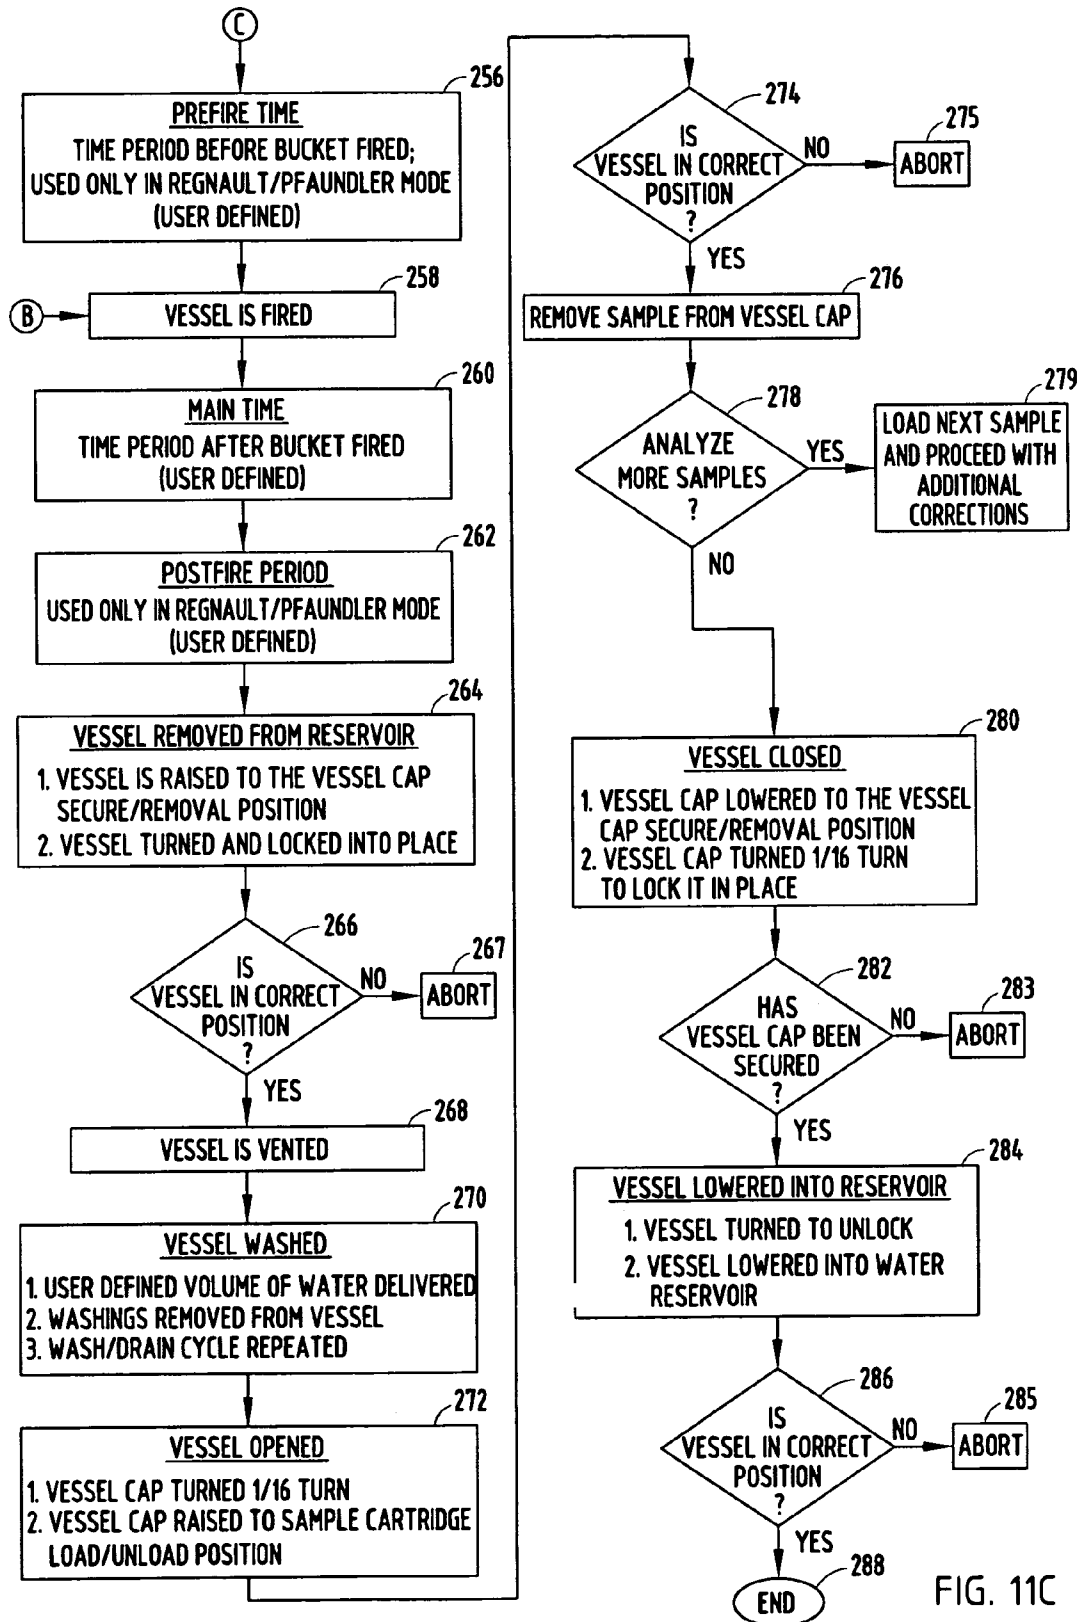 C
256
PREFIRE TIME
TIME PERIOD BEFORE BUCKET FIRED;
USED ONLY IN REGNAULT/PFAUNDLER MODE
(USER DEFINED)
258
B
VESSEL IS FIRED
260
MAIN TIME
TIME PERIOD AFTER BUCKET FIRED
(USER DEFINED)
262
POSTFIRE PERIOD
USED ONLY IN REGNAULT/PFAUNDLER MODE
(USER DEFINED)
264
VESSEL REMOVED FROM RESERVOIR
1. VESSEL IS RAISED TO THE VESSEL CAP
SECURE/REMOVAL POSITION
2. VESSEL TURNED AND LOCKED INTO PLACE
266
IS
VESSEL IN CORRECT
POSITION
?
NO
267
ABORT
YES
268
VESSEL IS VENTED
270
VESSEL WASHED
1. USER DEFINED VOLUME OF WATER DELIVERED
2. WASHINGS REMOVED FROM VESSEL
3. WASH/DRAIN CYCLE REPEATED
272
VESSEL OPENED
1. VESSEL CAP TURNED 1/16 TURN
2. VESSEL CAP RAISED TO SAMPLE CARTRIDGE
LOAD/UNLOAD POSITION
274
IS
VESSEL IN CORRECT
POSITION
?
NO
275
ABORT
YES
276
REMOVE SAMPLE FROM VESSEL CAP
278
ANALYZE
MORE SAMPLES
?
YES
279
LOAD NEXT SAMPLE
AND PROCEED WITH
ADDITIONAL
CORRECTIONS
NO
280
VESSEL CLOSED
1. VESSEL CAP LOWERED TO THE VESSEL
CAP SECURE/REMOVAL POSITION
2. VESSEL CAP TURNED 1/16 TURN
TO LOCK IT IN PLACE
282
HAS
VESSEL CAP BEEN
SECURED
?
NO
283
ABORT
YES
284
VESSEL LOWERED INTO RESERVOIR
1. VESSEL TURNED TO UNLOCK
2. VESSEL LOWERED INTO WATER
RESERVOIR
286
IS
VESSEL IN CORRECT
POSITION
?
NO
285
ABORT
YES
288
END
FIG. 11C